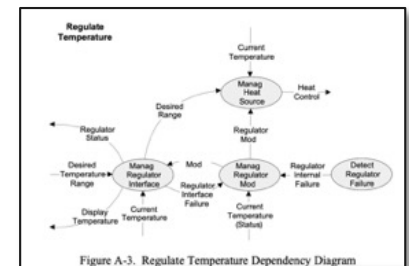 Regulate
Temperature
Current
Temperature
Manag
Heat
Source
Heat
Control
Desired
Range
Regulator
Status
Regulator
Mod
Desired
Temperature
Range
Manag
Regulator
Interface
Mod
Manag
Regulator
Mod
Regulator
Internal
Failure
Detect
Regulator
Failure
Regulator
Interface
Failure
Display
Temperature
Current
Temperature
Current
Temperature
(Status)
Figure A-3. Regulate Temperature Dependency Diagram